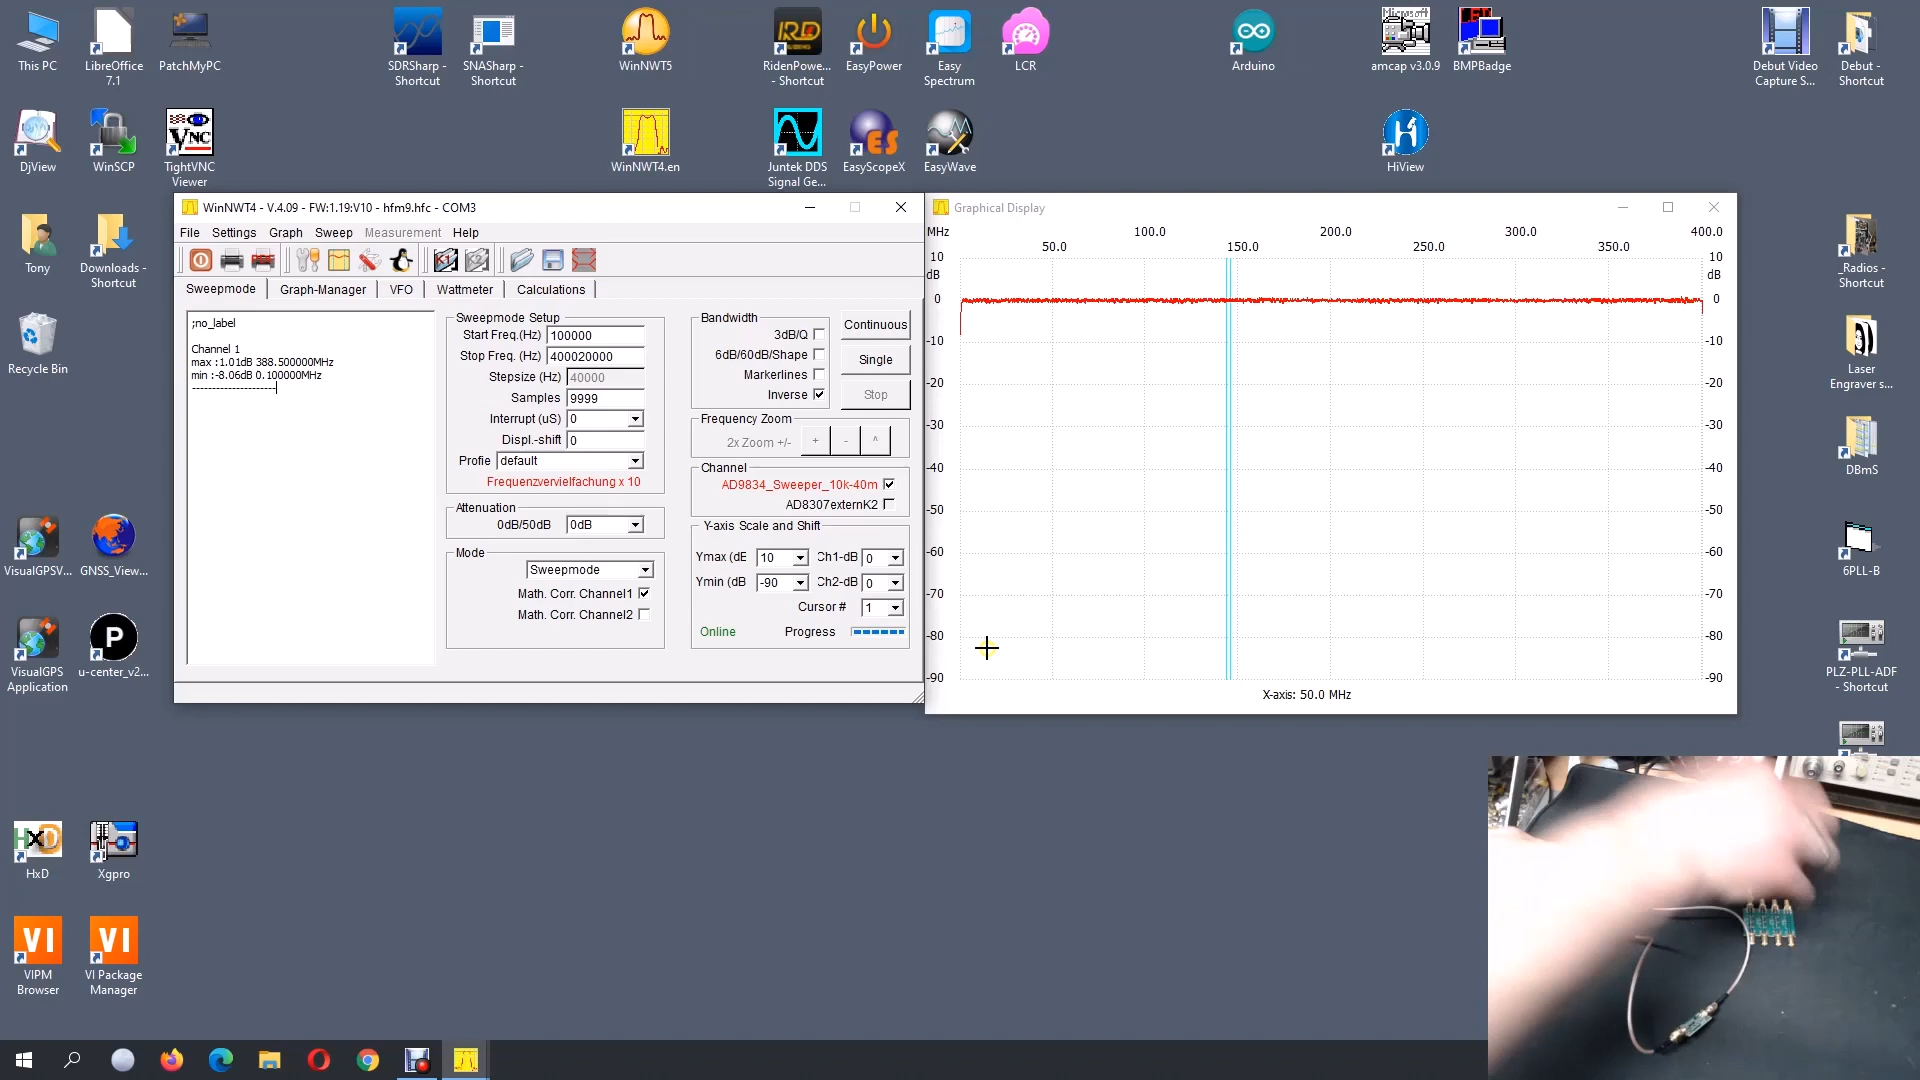 This PC
LibreOffice
7.1
PatchMyPC
SDRSharp -
Shortcut
SNASharp -
Shortcut
WinNWT5
RidenPowe...
- Shortcut
EasyPower
Easy
Spectrum
LCR
Arduino
amcap v3.0.9
BMPBadge
Debut Video
Capture S...
Debut -
Shortcut
DjView
WinSCP
TightVNC
Viewer
WinNWT4.en
Juntek DDS
Signal Ge...
EasyScopeX
EasyWave
HiView
Tony
Downloads -
Shortcut
Recycle Bin
VisualGPSV...
GNSS_View...
VisualGPS
Application
u-center_v2...
HxD
Xgpro
VIPM
Browser
VI Package
Manager
_Radios -
Shortcut
Laser
Engraver s...
DBmS
6PLL-B
PLZ-PLL-ADF
- Shortcut
WinNWT4 - V.4.09 - FW:1.19:V10 - hfm9.hfc - COM3
File Settings Graph Sweep Measurement Help
Sweepmode Graph-Manager VFO Wattmeter Calculations
;no_label
Channel 1
max :1.01dB 388.500000MHz
min :-8.06dB 0.100000MHz
---------------------
Sweepmode Setup
Start Freq.(Hz) 100000
Stop Freq. (Hz) 400020000
Stepsize (Hz) 40000
Samples 9999
Interrupt (uS) 0
Displ.-shift 0
Profie default
Frequenzvervielfachung x 10
Attenuation
0dB/50dB 0dB
Mode
Sweepmode
Math. Corr. Channel1
Math. Corr. Channel2
Bandwidth
3dB/Q
6dB/60dB/Shape
Markerlines
Inverse
Continuous
Single
Stop
Frequency Zoom
2x Zoom +/- + - ^
Channel
AD9834_Sweeper_10k-40m
AD8307externK2
Y-axis Scale and Shift
Ymax (dE 10 Ch1-dB 0
Ymin (dB -90 Ch2-dB 0
Cursor # 1
Online Progress
Graphical Display
MHz 100.0 200.0 300.0 400.0
50.0 150.0 250.0 350.0
10 10
dB dB
0 0
-10 -10
-20 -20
-30 -30
-40 -40
-50 -50
-60 -60
-70 -70
-80 -80
-90 -90
X-axis: 50.0 MHz